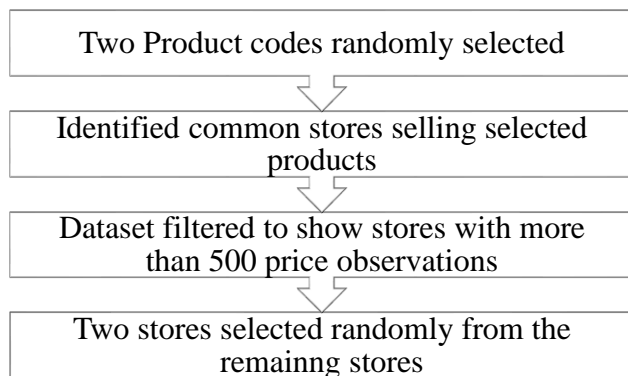 Two Product codes randomly selected
Identified common stores selling selected
products
Dataset filtered to show stores with more
than 500 price observations
Two stores selected randomly from the
remainng stores